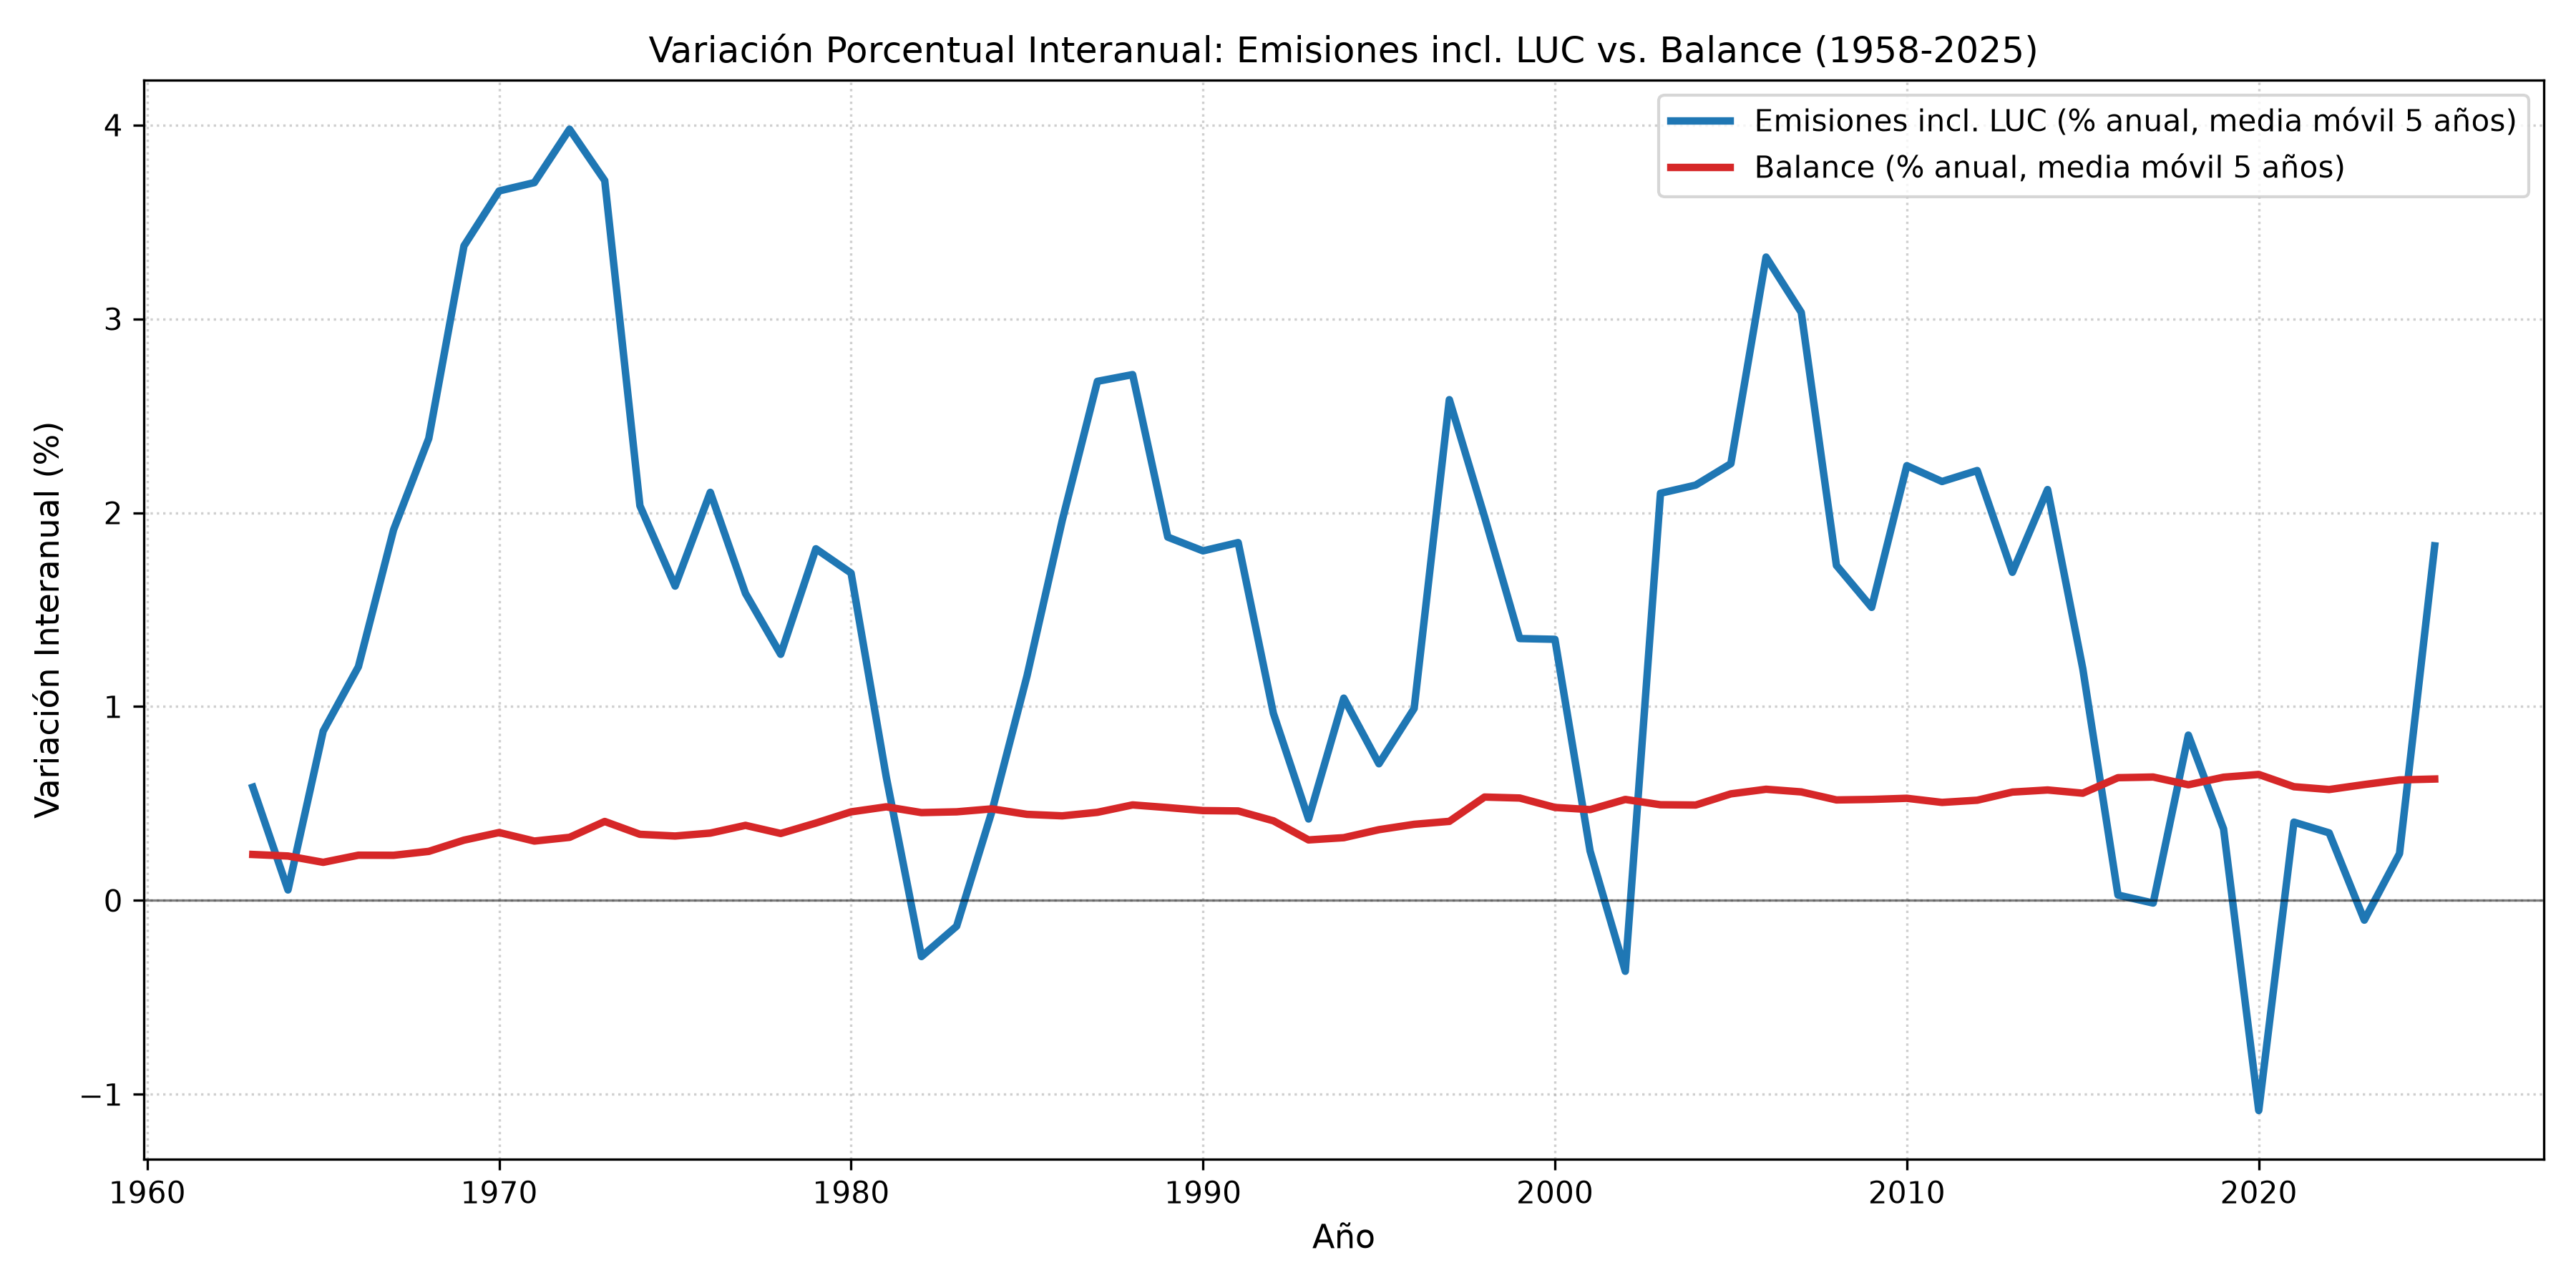 Variación Porcentual Interanual: Emisiones incl. LUC vs. Balance (1958-2025)
Emisiones incl. LUC (% anual, media móvil 5 años)
Balance (% anual, media móvil 5 años)
Variación Interanual (%)
4
3
2
1
0
−1
1960 1970 1980 1990 2000 2010 2020
Año